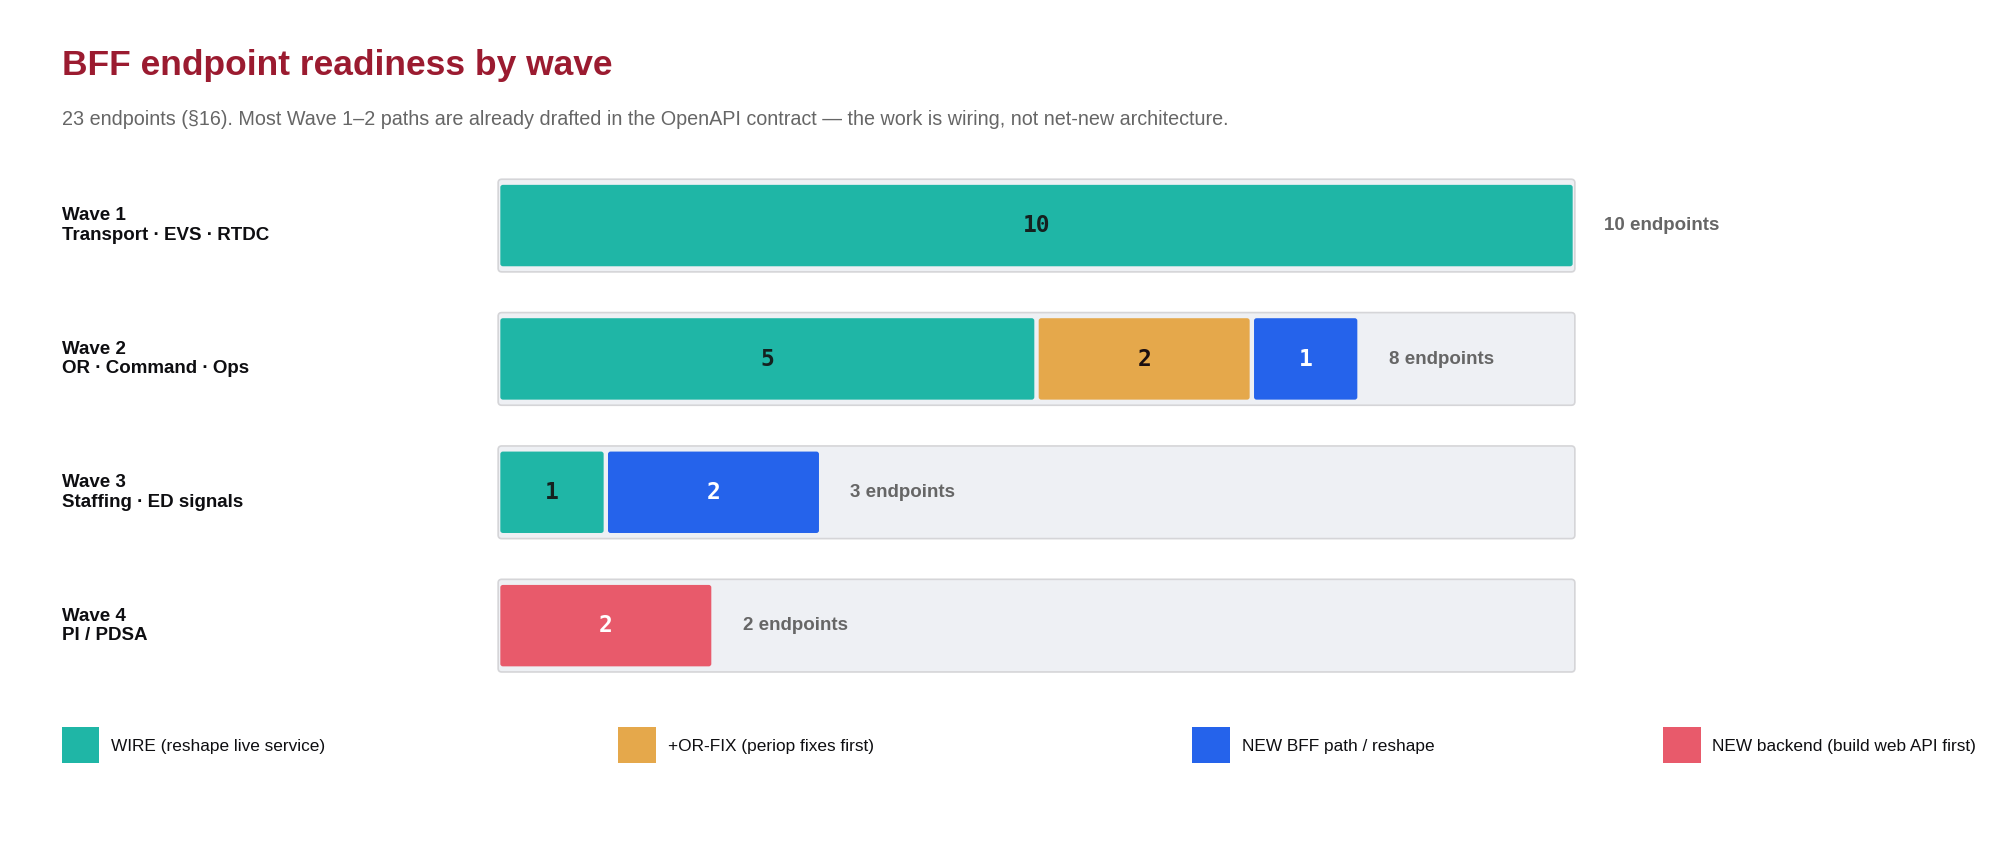 BFF endpoint readiness by wave
23 endpoints (§16). Most Wave 1–2 paths are already drafted in the OpenAPI contract — the work is wiring, not net-new architecture.
Wave 1
Transport · EVS · RTDC
10
10 endpoints
Wave 2
OR · Command · Ops
5
2
1
8 endpoints
Wave 3
Staffing · ED signals
1
2
3 endpoints
Wave 4
PI / PDSA
2
2 endpoints
WIRE (reshape live service)
+OR-FIX (periop fixes first)
NEW BFF path / reshape
NEW backend (build web API first)